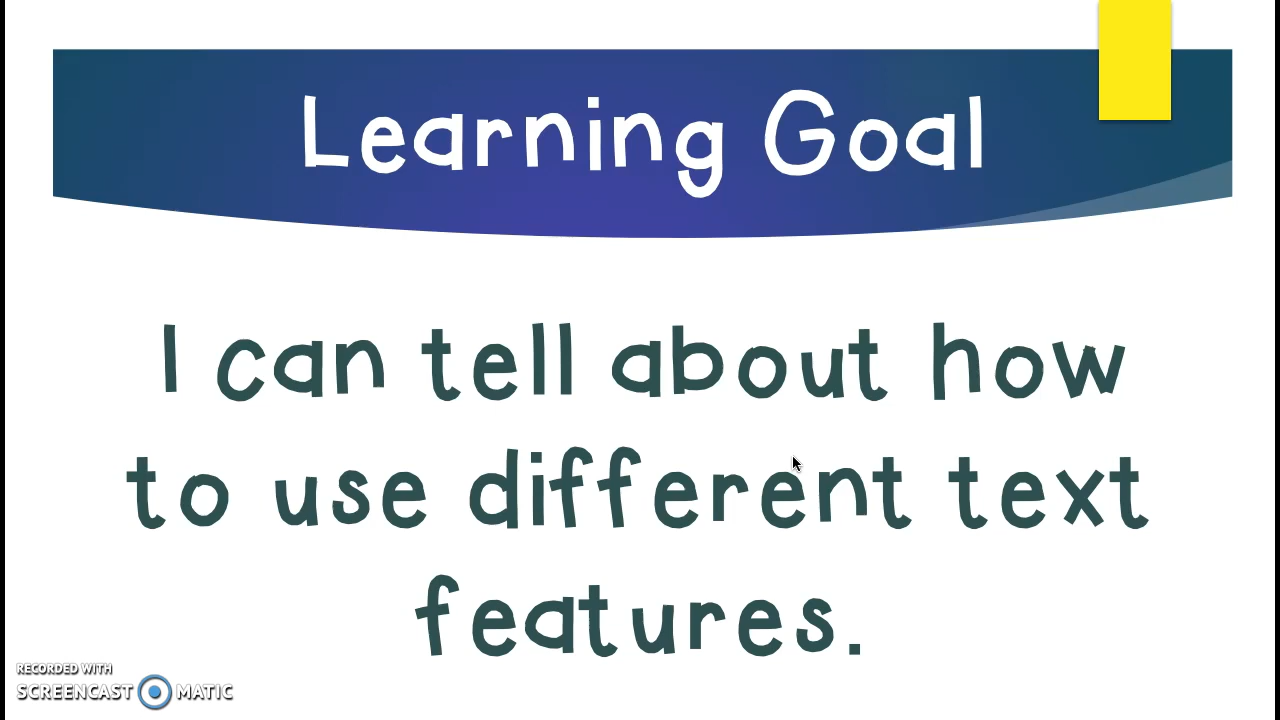 Learning Goal
I can tell about how
to use different text
features.
RECORDED WITH
SCREENCAST MATIC